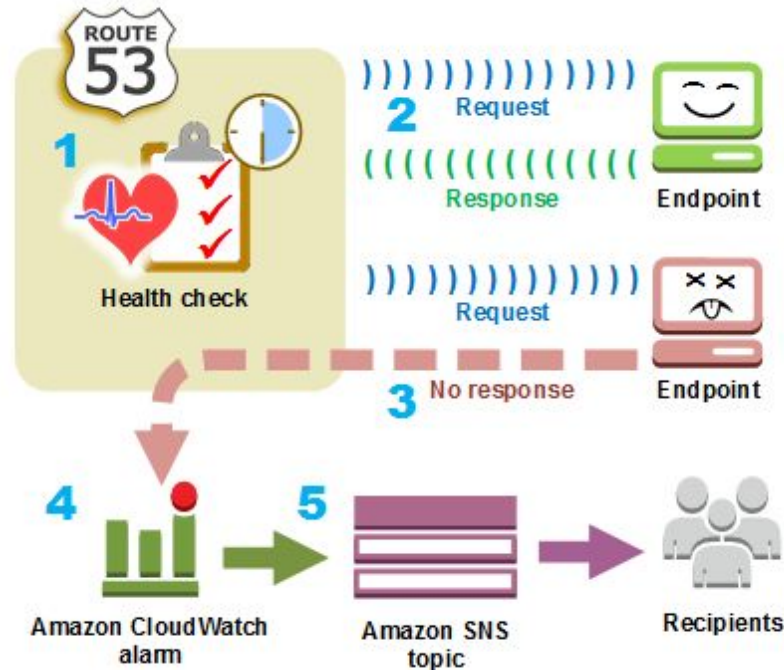 ROUTE
53
1
Health check
2
Request
Response
Endpoint
Request
3
No response
Endpoint
4
Amazon CloudWatch
alarm
5
Amazon SNS
topic
Recipients